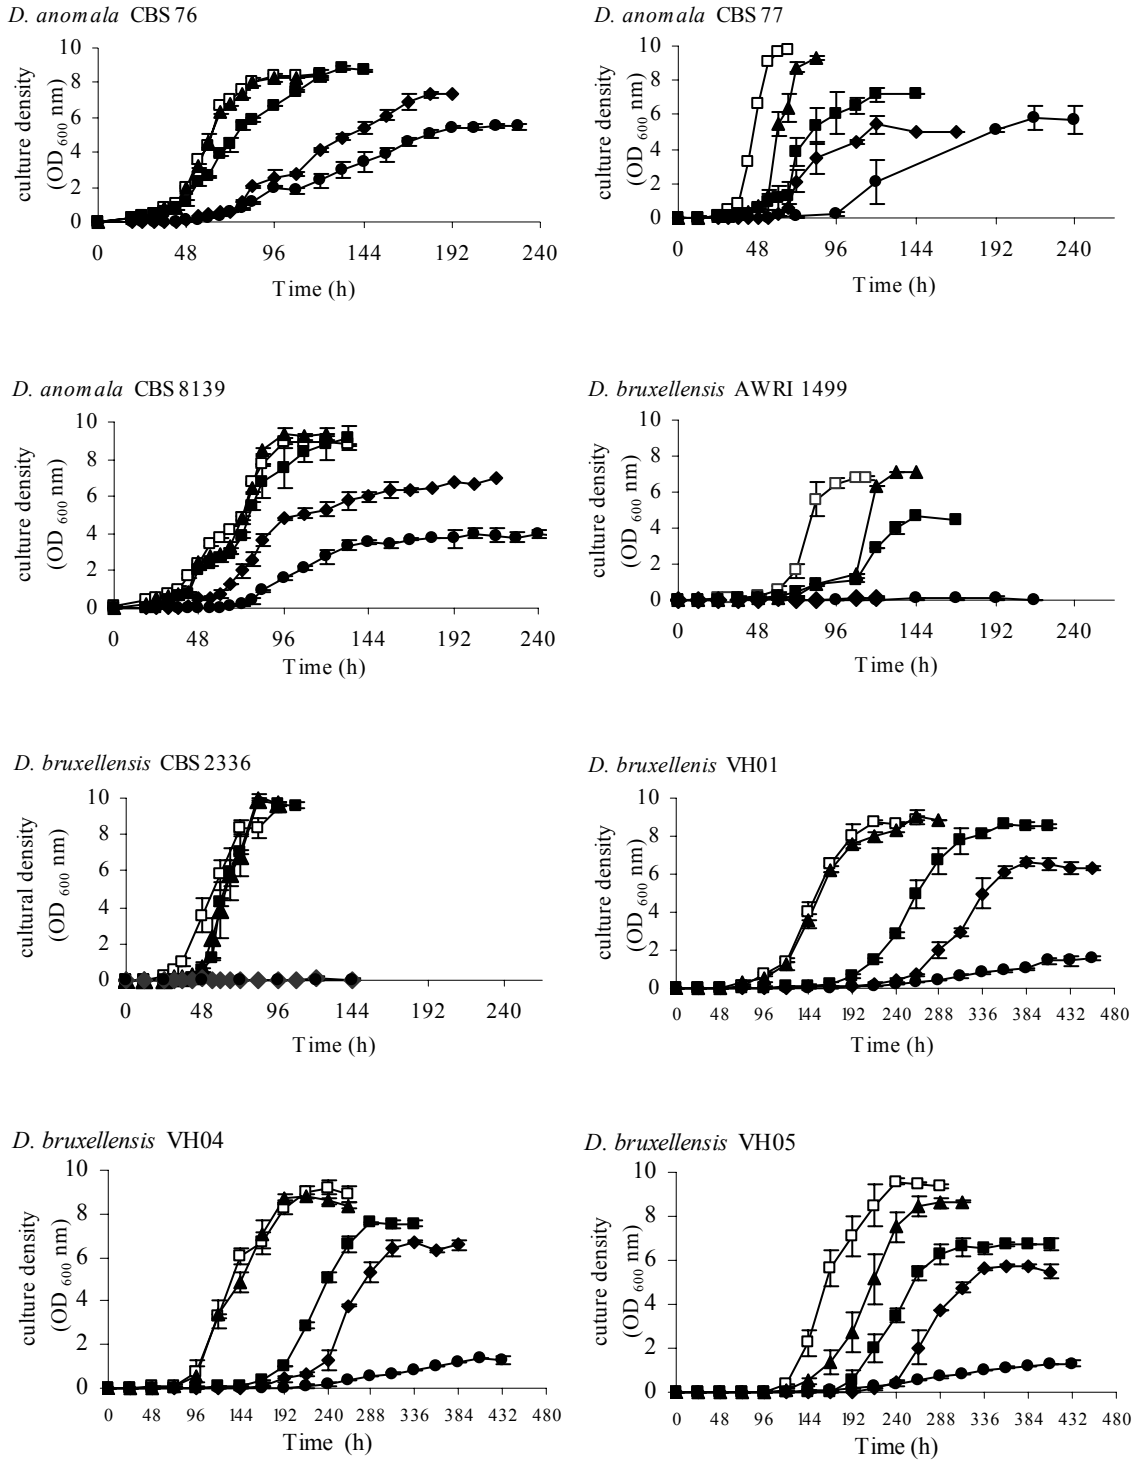 D. anomala CBS 76
culture density
(OD 600 nm)
10
8
6
4
2
0
0 48 96 144 192 240
Time (h)
D. anomala CBS 77
culture density
(OD 600 nm)
10
8
6
4
2
0
0 48 96 144 192 240
Time (h)
D. anomala CBS 8139
culture density
(OD 600 nm)
10
8
6
4
2
0
0 48 96 144 192 240
Time (h)
D. bruxellensis AWRI 1499
culture density
(OD 600 nm)
10
8
6
4
2
0
0 48 96 144 192 240
Time (h)
D. bruxellensis CBS 2336
cultural density
(OD 600 nm)
10
8
6
4
2
0
0 48 96 144 192 240
Time (h)
D. bruxellenis VH01
culture density
(OD 600 nm)
10
8
6
4
2
0
0 48 96 144 192 240 288 336 384 432 480
Time (h)
D. bruxellensis VH04
culture density
(OD 600 nm)
10
8
6
4
2
0
0 48 96 144 192 240 288 336 384 432 480
Time (h)
D. bruxellensis VH05
cuture density
(OD 600 nm)
10
8
6
4
2
0
0 48 96 144 192 240 288 336 384 432 480
Time (h)